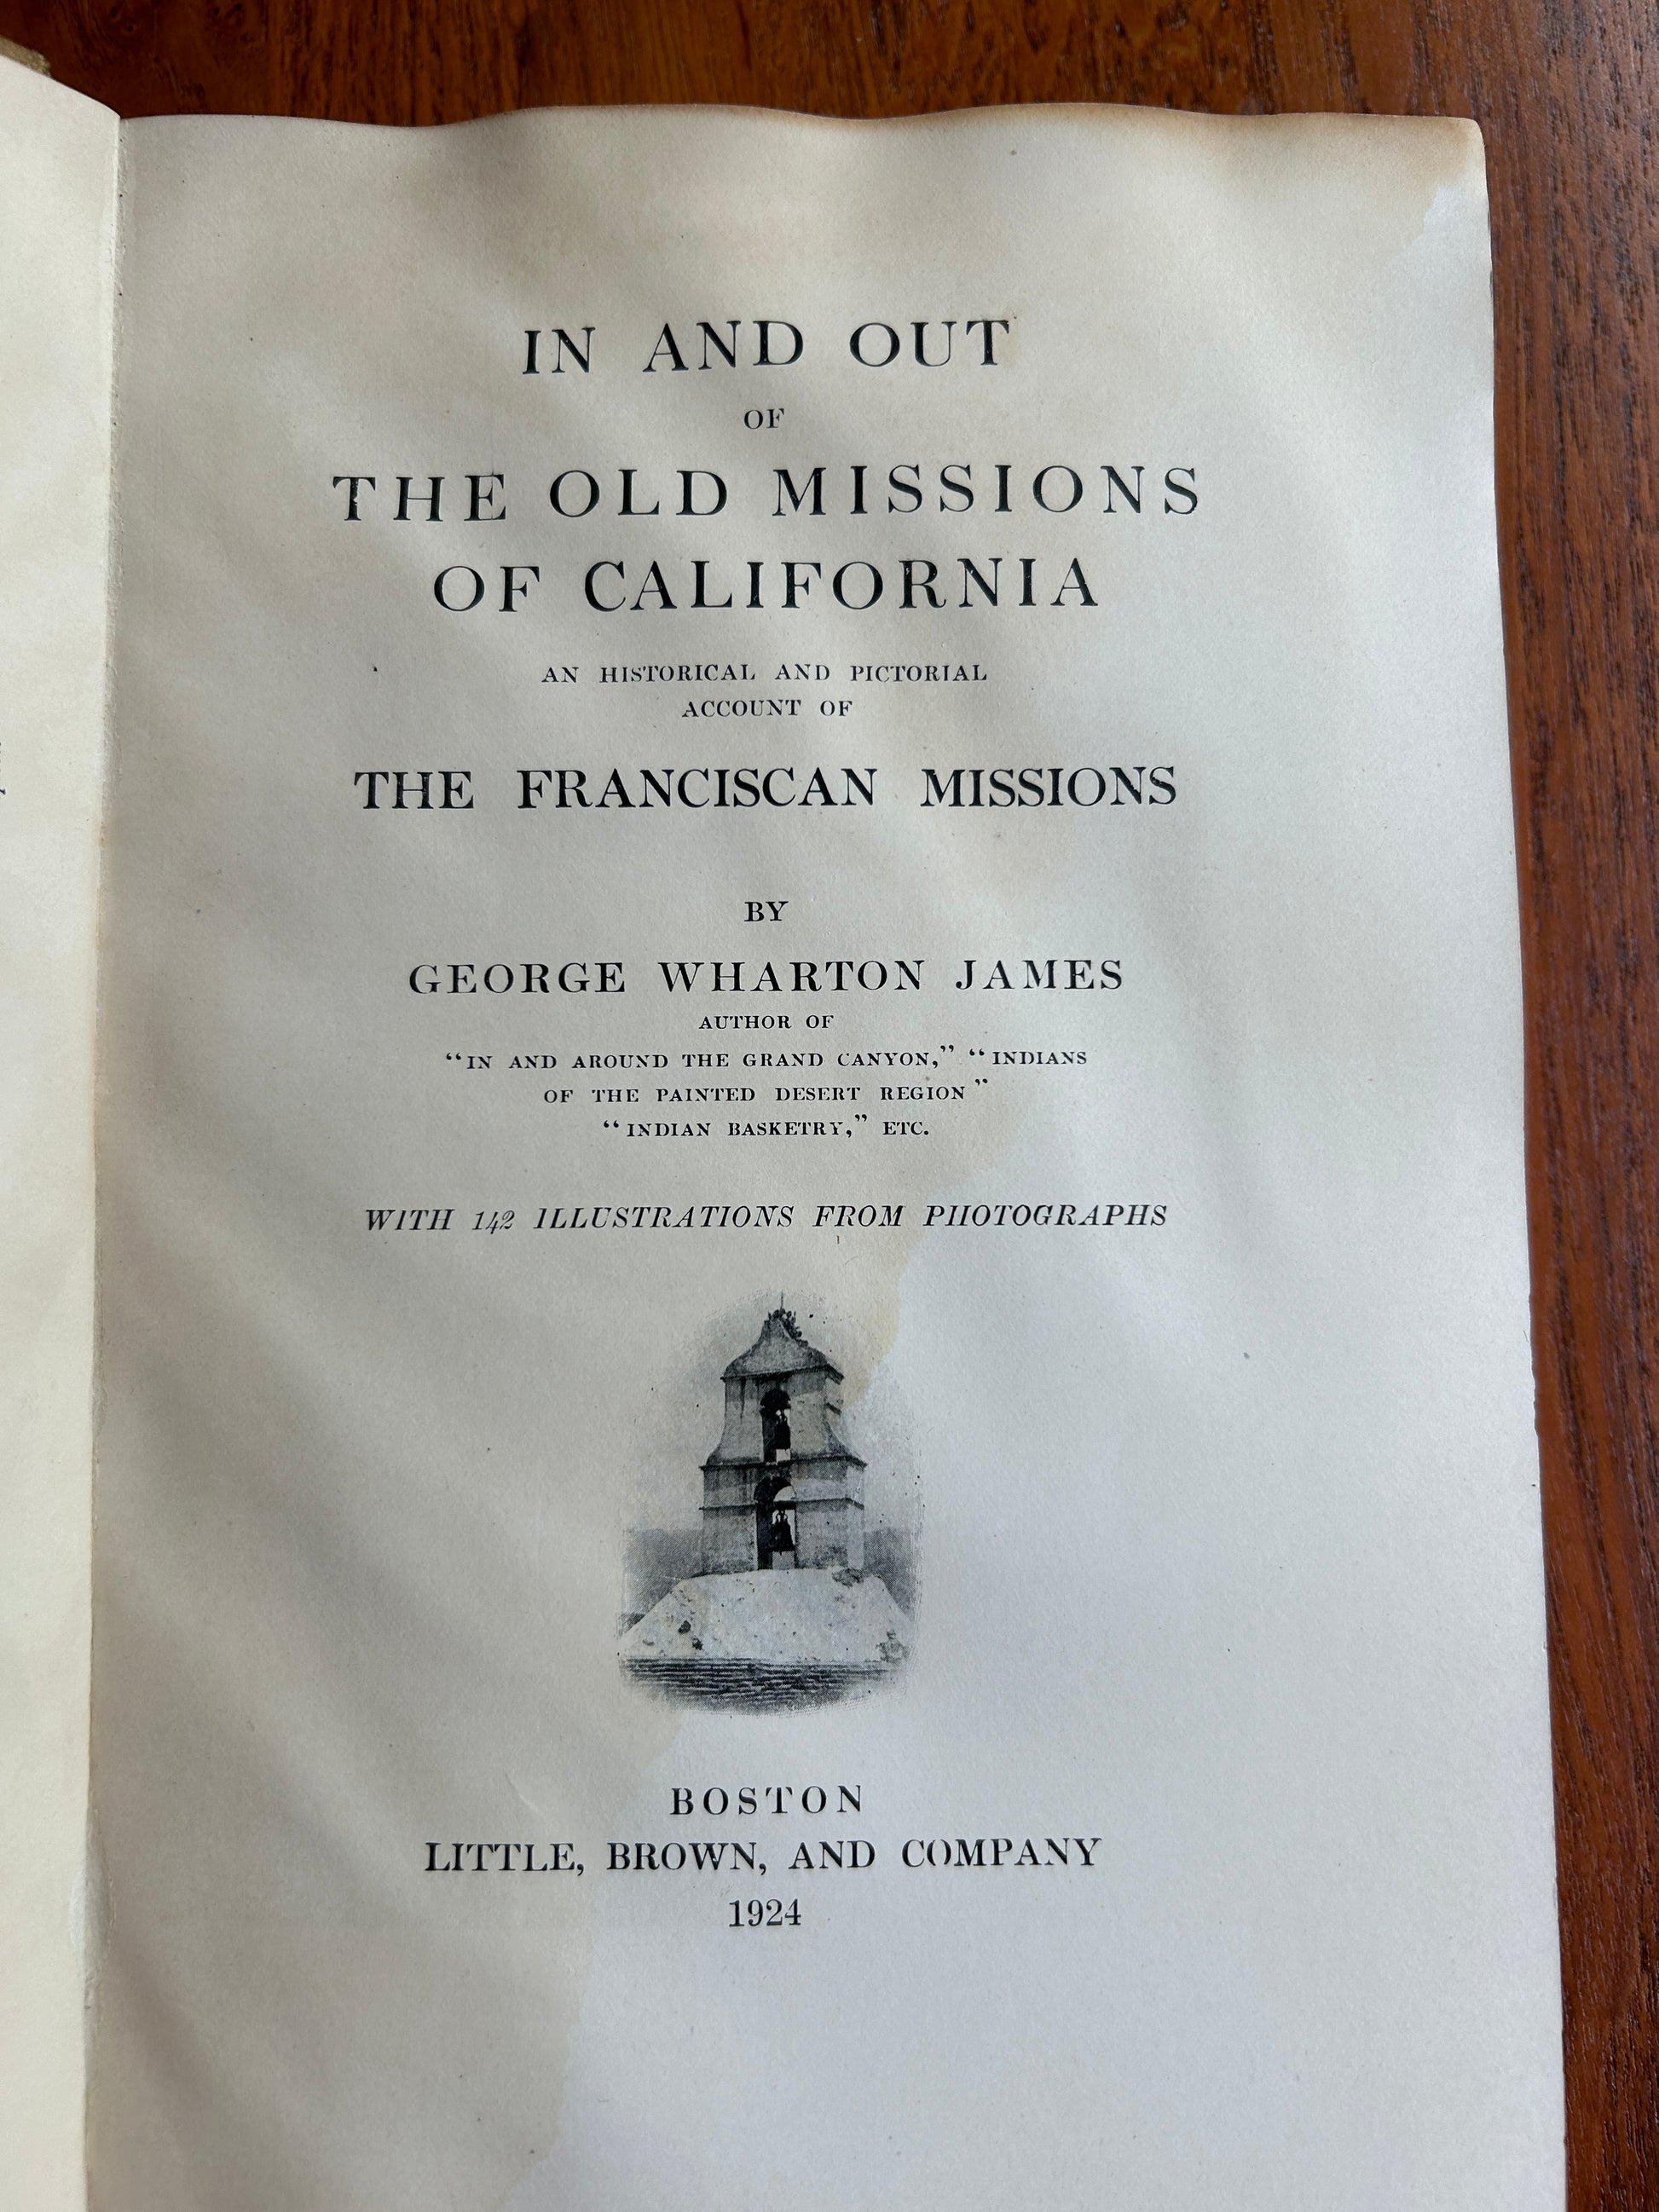 IN AND OUT
OF
THE OLD MISSIONS
OF CALIFORNIA
AN HISTORICAL AND PICTORIAL
ACCOUNT OF
THE FRANCISCAN MISSIONS
BY
GEORGE WHARTON JAMES
AUTHOR OF
“IN AND AROUND THE GRAND CANYON,” “INDIANS
OF THE PAINTED DESERT REGION”
“INDIAN BASKETRY,” ETC.
WITH 142 ILLUSTRATIONS FROM PHOTOGRAPHS
BOSTON
LITTLE, BROWN, AND COMPANY
1924